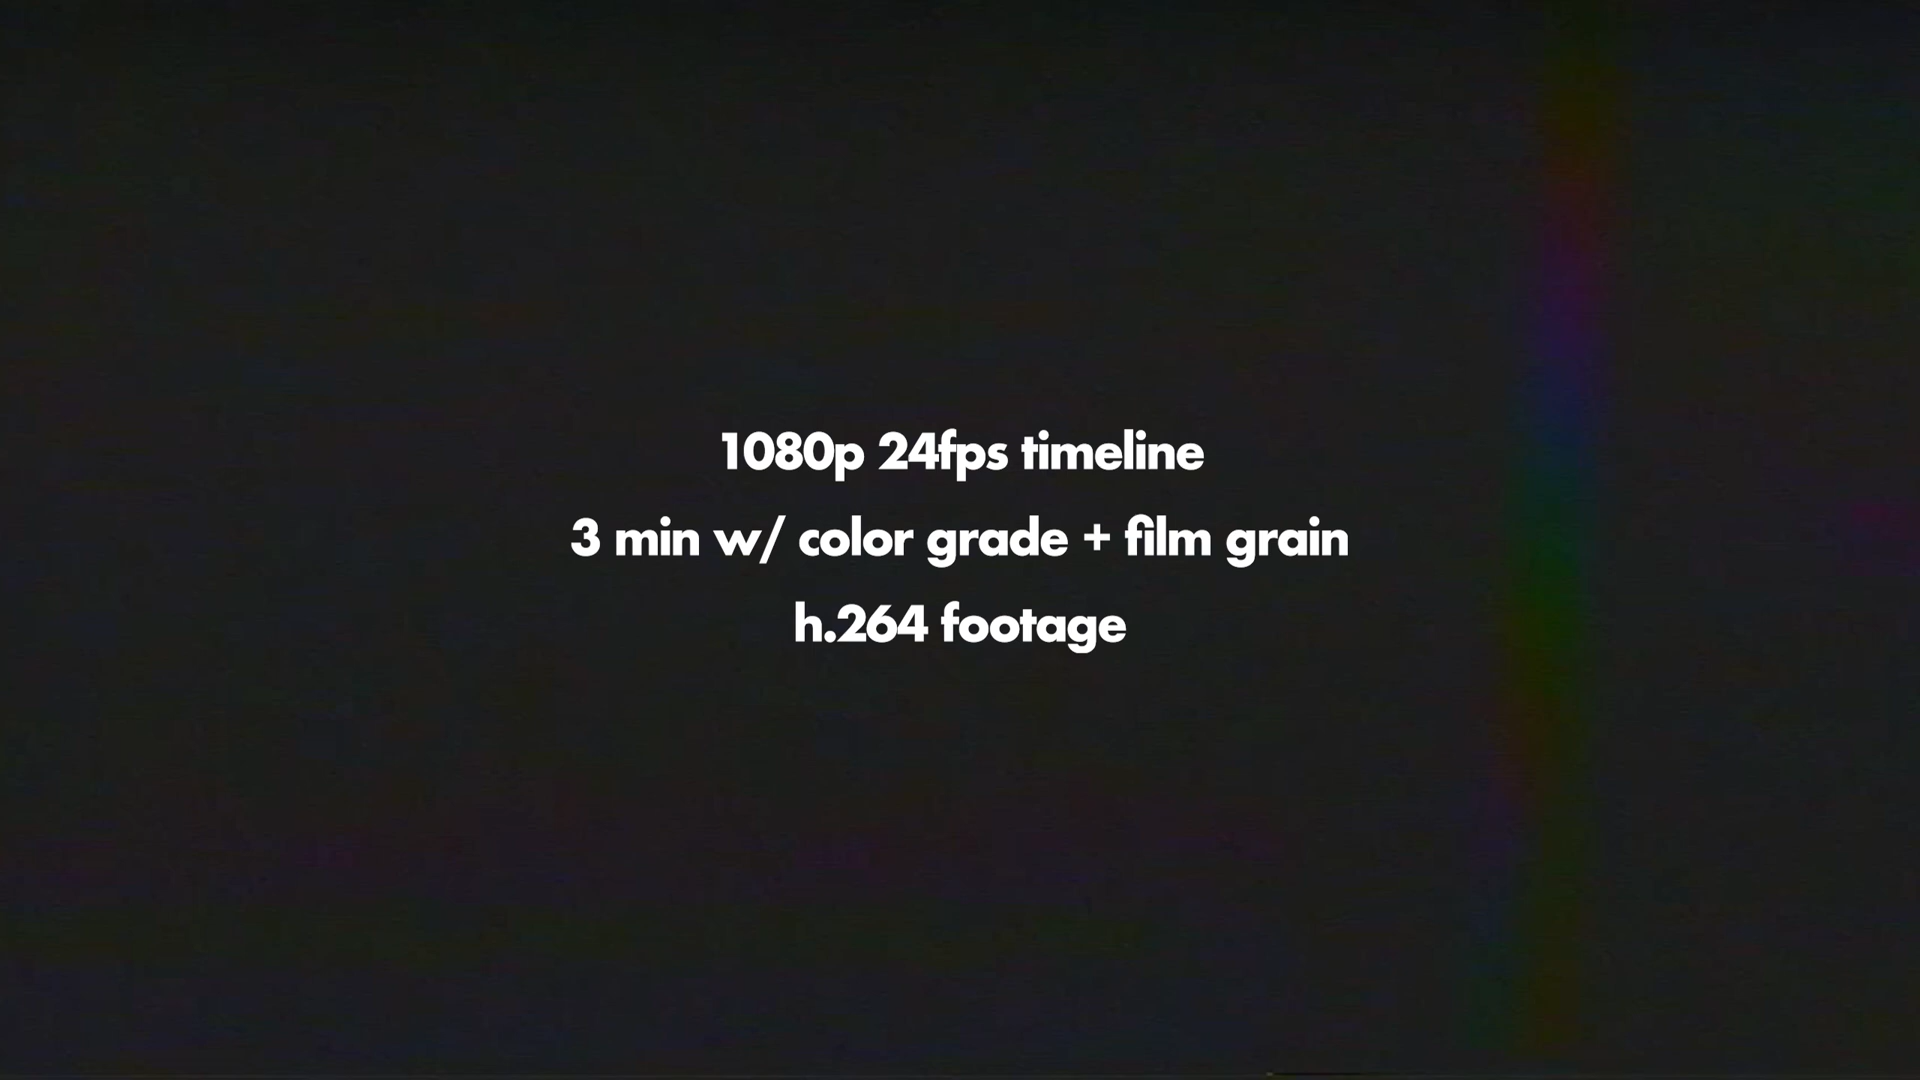 1080p 24fps timeline
3 min w/ color grade + film grain
h.264 footage